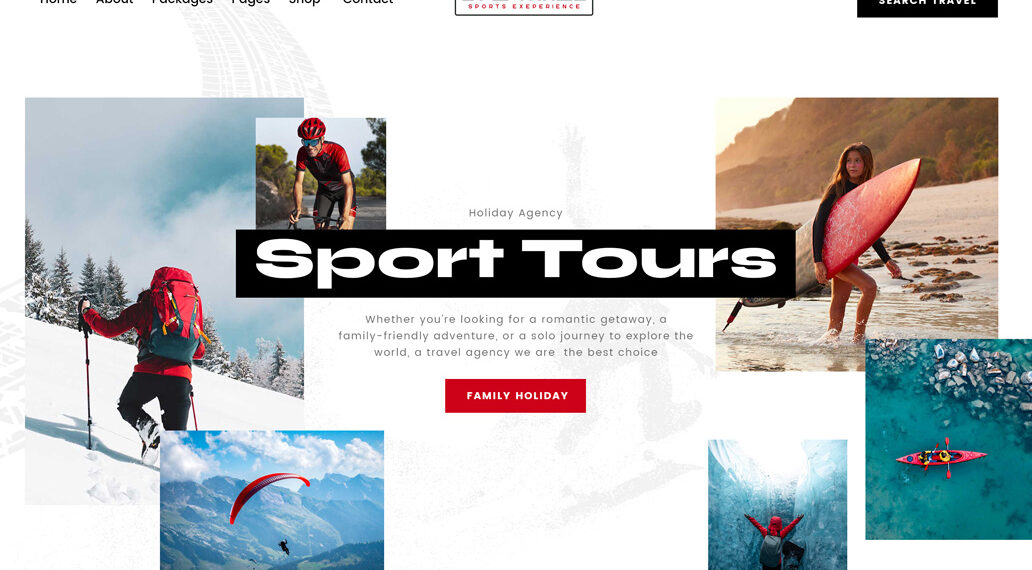 Home About Packages Pages Shop Contact
SPORTS EXEPERIENCE
SEARCH TRAVEL
Holiday Agency
Sport Tours
Whether you're looking for a romantic getaway, a
family-friendly adventure, or a solo journey to explore the
world, a travel agency we are the best choice
FAMILY HOLIDAY